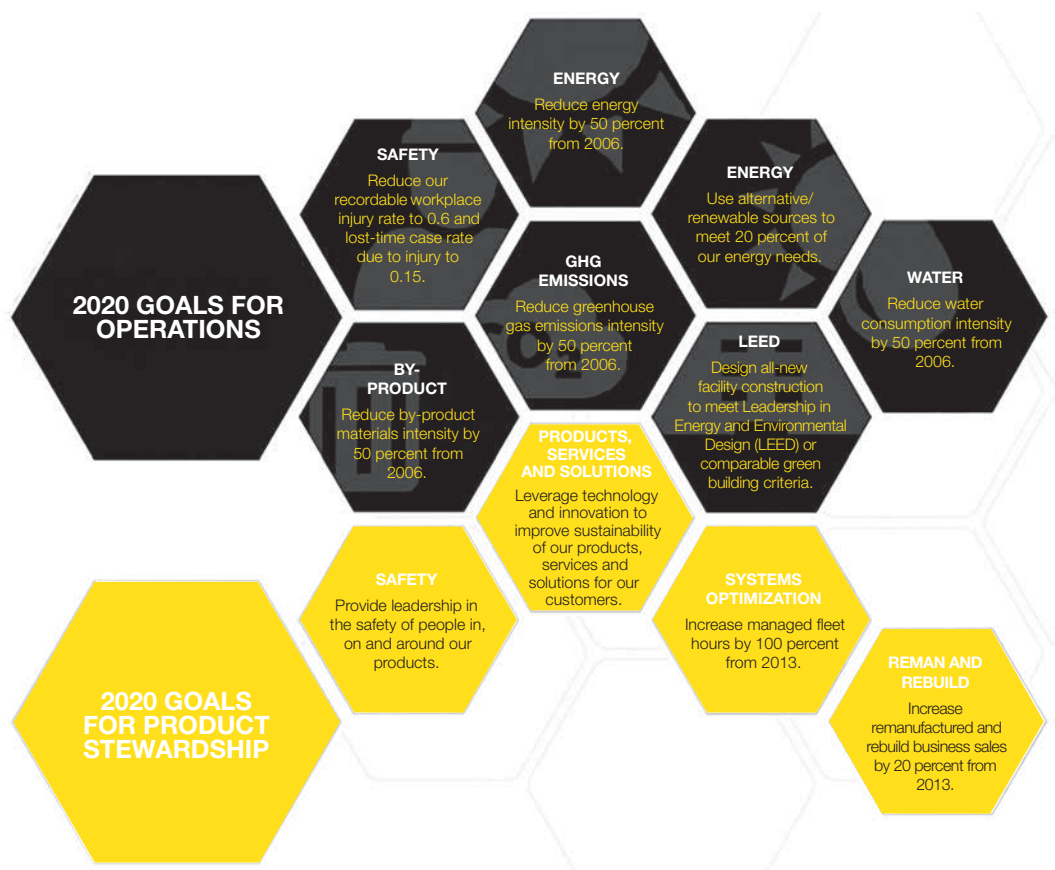 2020 GOALS FOR
OPERATIONS
SAFETY
Reduce our
recordable workplace
injury rate to 0.6 and
lost-time case rate
due to injury to
0.15.
ENERGY
Reduce energy
intensity by 50 percent
from 2006.
ENERGY
Use alternative/
renewable sources to
meet 20 percent of
our energy needs.
GHG
EMISSIONS
Reduce greenhouse
gas emissions intensity
by 50 percent
from 2006.
WATER
Reduce water
consumption intensity
by 50 percent from
2006.
BY-
PRODUCT
Reduce by-product
materials intensity by
50 percent from
2006.
LEED
Design all-new
facility construction
to meet Leadership in
Energy and Environmental
Design (LEED) or
comparable green
building criteria.
2020 GOALS
FOR PRODUCT
STEWARDSHIP
SAFETY
Provide leadership in
the safety of people in,
on and around our
products.
PRODUCTS,
SERVICES
AND SOLUTIONS
Leverage technology
and innovation to
improve sustainability
of our products,
services and
solutions for our
customers.
SYSTEMS
OPTIMIZATION
Increase managed fleet
hours by 100 percent
from 2013.
REMAN AND
REBUILD
Increase
remanufactured and
rebuild business sales
by 20 percent from
2013.